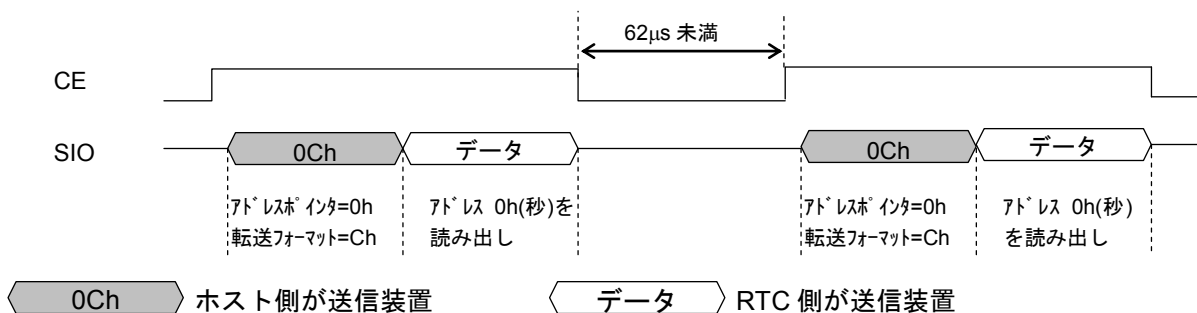 62μs 未満
CE
SIO
0Ch
データ
0Ch
データ
ｱﾄﾞﾚｽﾎﾟｲﾝﾀ=0h
転送ﾌｫｰﾏｯﾄ=Ch
ｱﾄﾞﾚｽ 0h(秒)を
読み出し
ｱﾄﾞﾚｽﾎﾟｲﾝﾀ=0h
転送ﾌｫｰﾏｯﾄ=Ch
ｱﾄﾞﾚｽ 0h(秒)
を読み出し
0Ch ホスト側が送信装置
データ RTC 側が送信装置